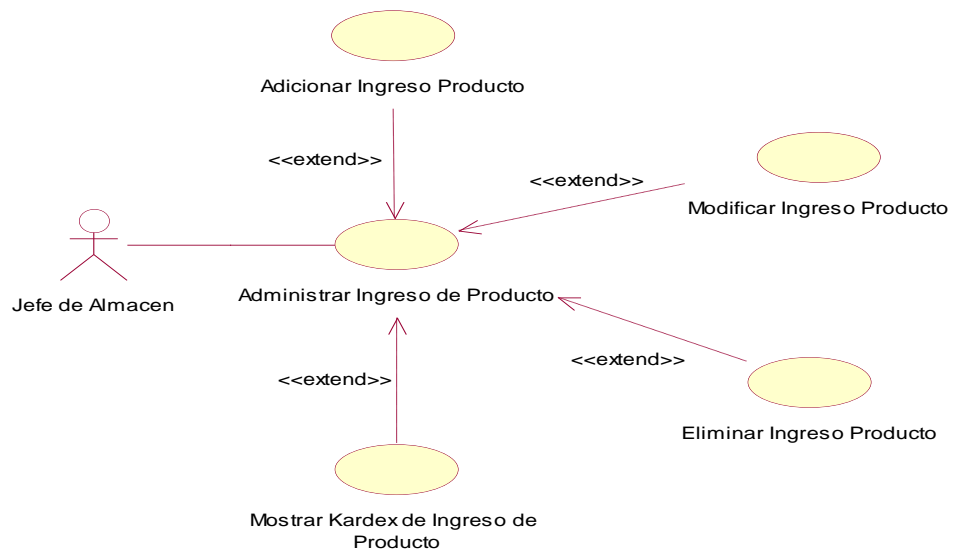 Adicionar Ingreso Producto
<<extend>>
<<extend>>
Modificar Ingreso Producto
Jefe de Almacen
Administrar Ingreso de Producto
<<extend>>
<<extend>>
Eliminar Ingreso Producto
Mostrar Kardex de Ingreso de
Producto